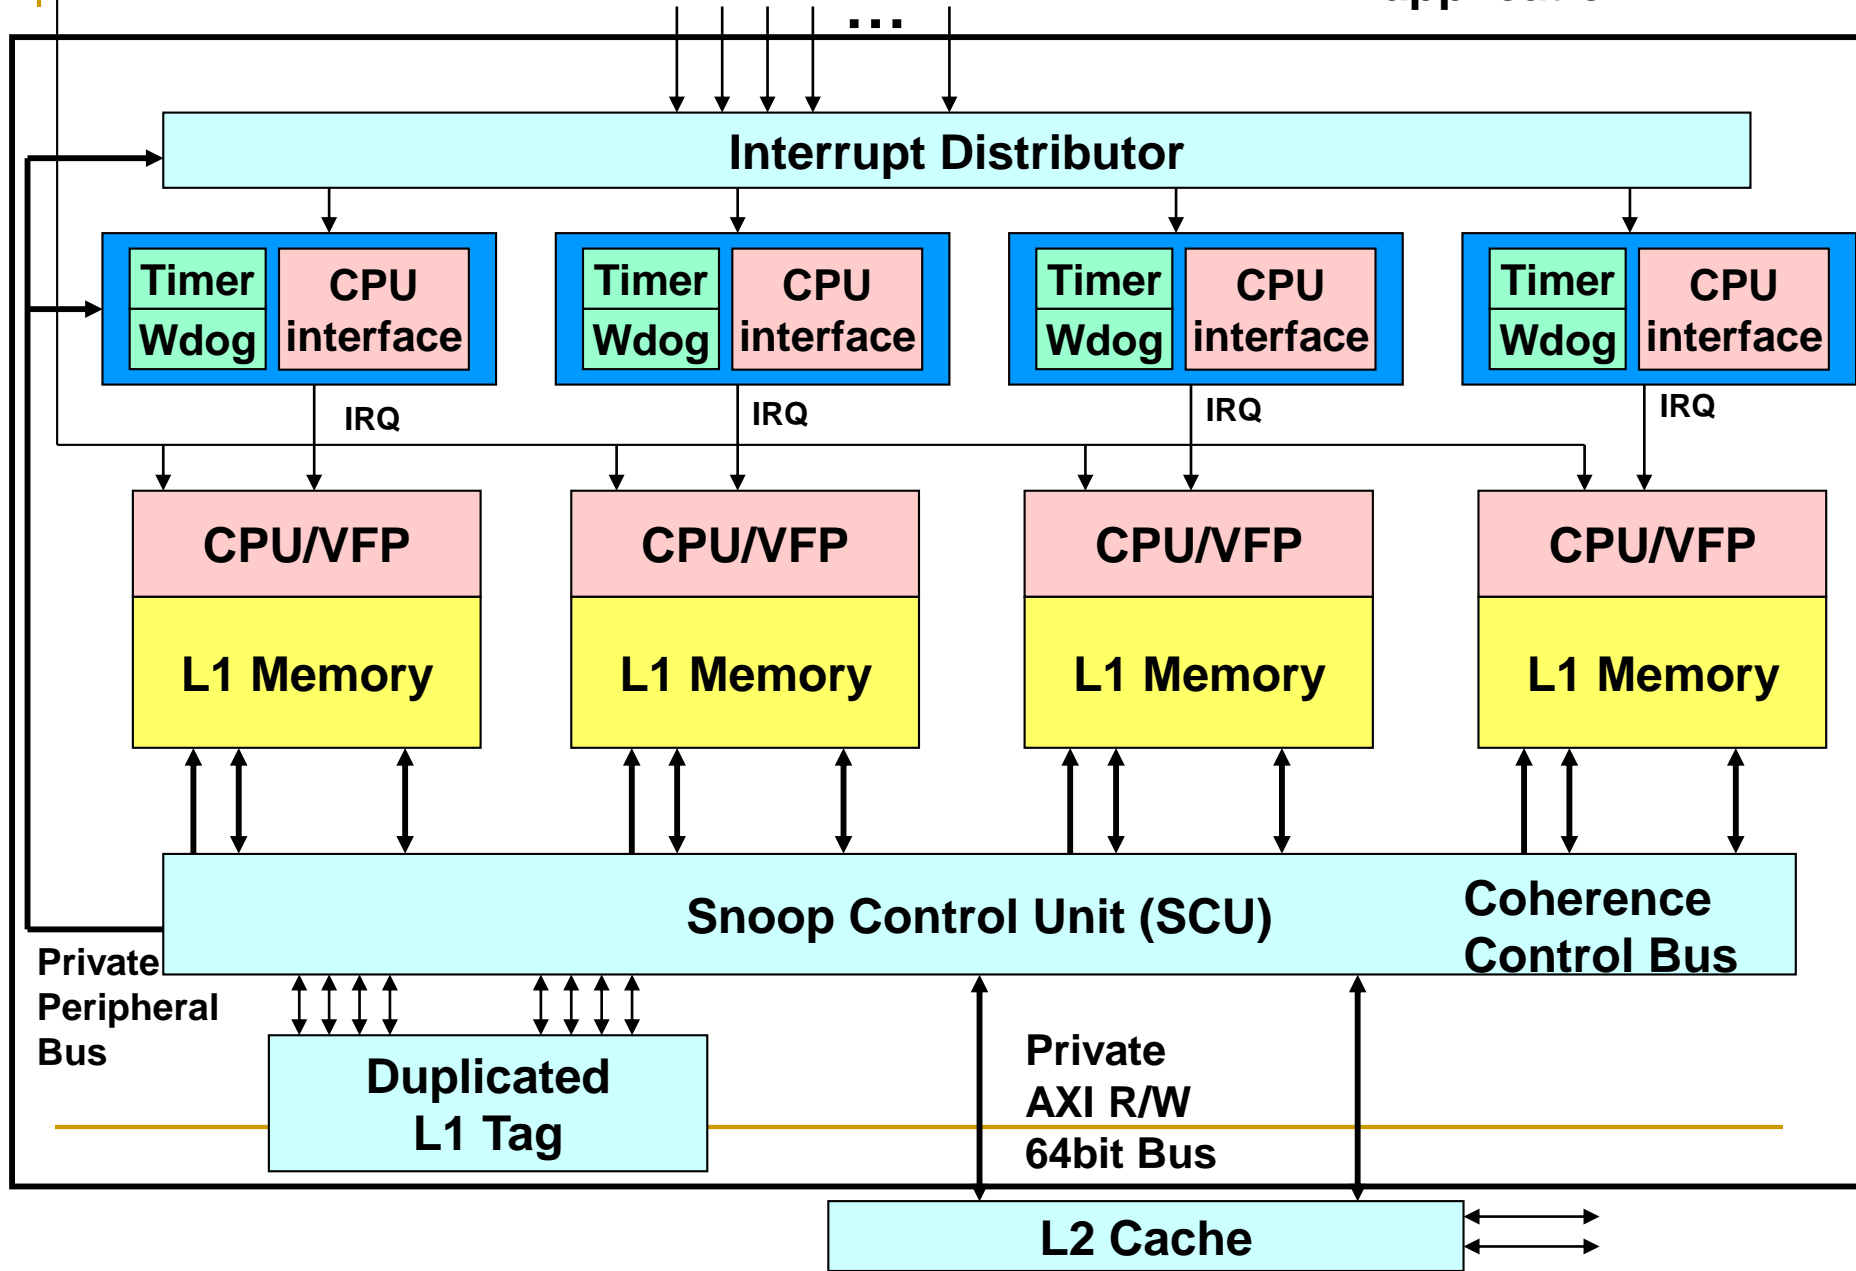 ...
Interrupt Distributor
Timer
Wdog
CPU
interface
Timer
Wdog
CPU
interface
Timer
Wdog
CPU
interface
Timer
Wdog
CPU
interface
IRQ
IRQ
IRQ
IRQ
CPU/VFP
CPU/VFP
CPU/VFP
CPU/VFP
L1 Memory
L1 Memory
L1 Memory
L1 Memory
Snoop Control Unit (SCU)
Coherence
Control Bus
Private
Peripheral
Bus
Duplicated
L1 Tag
Private
AXI R/W
64bit Bus
L2 Cache